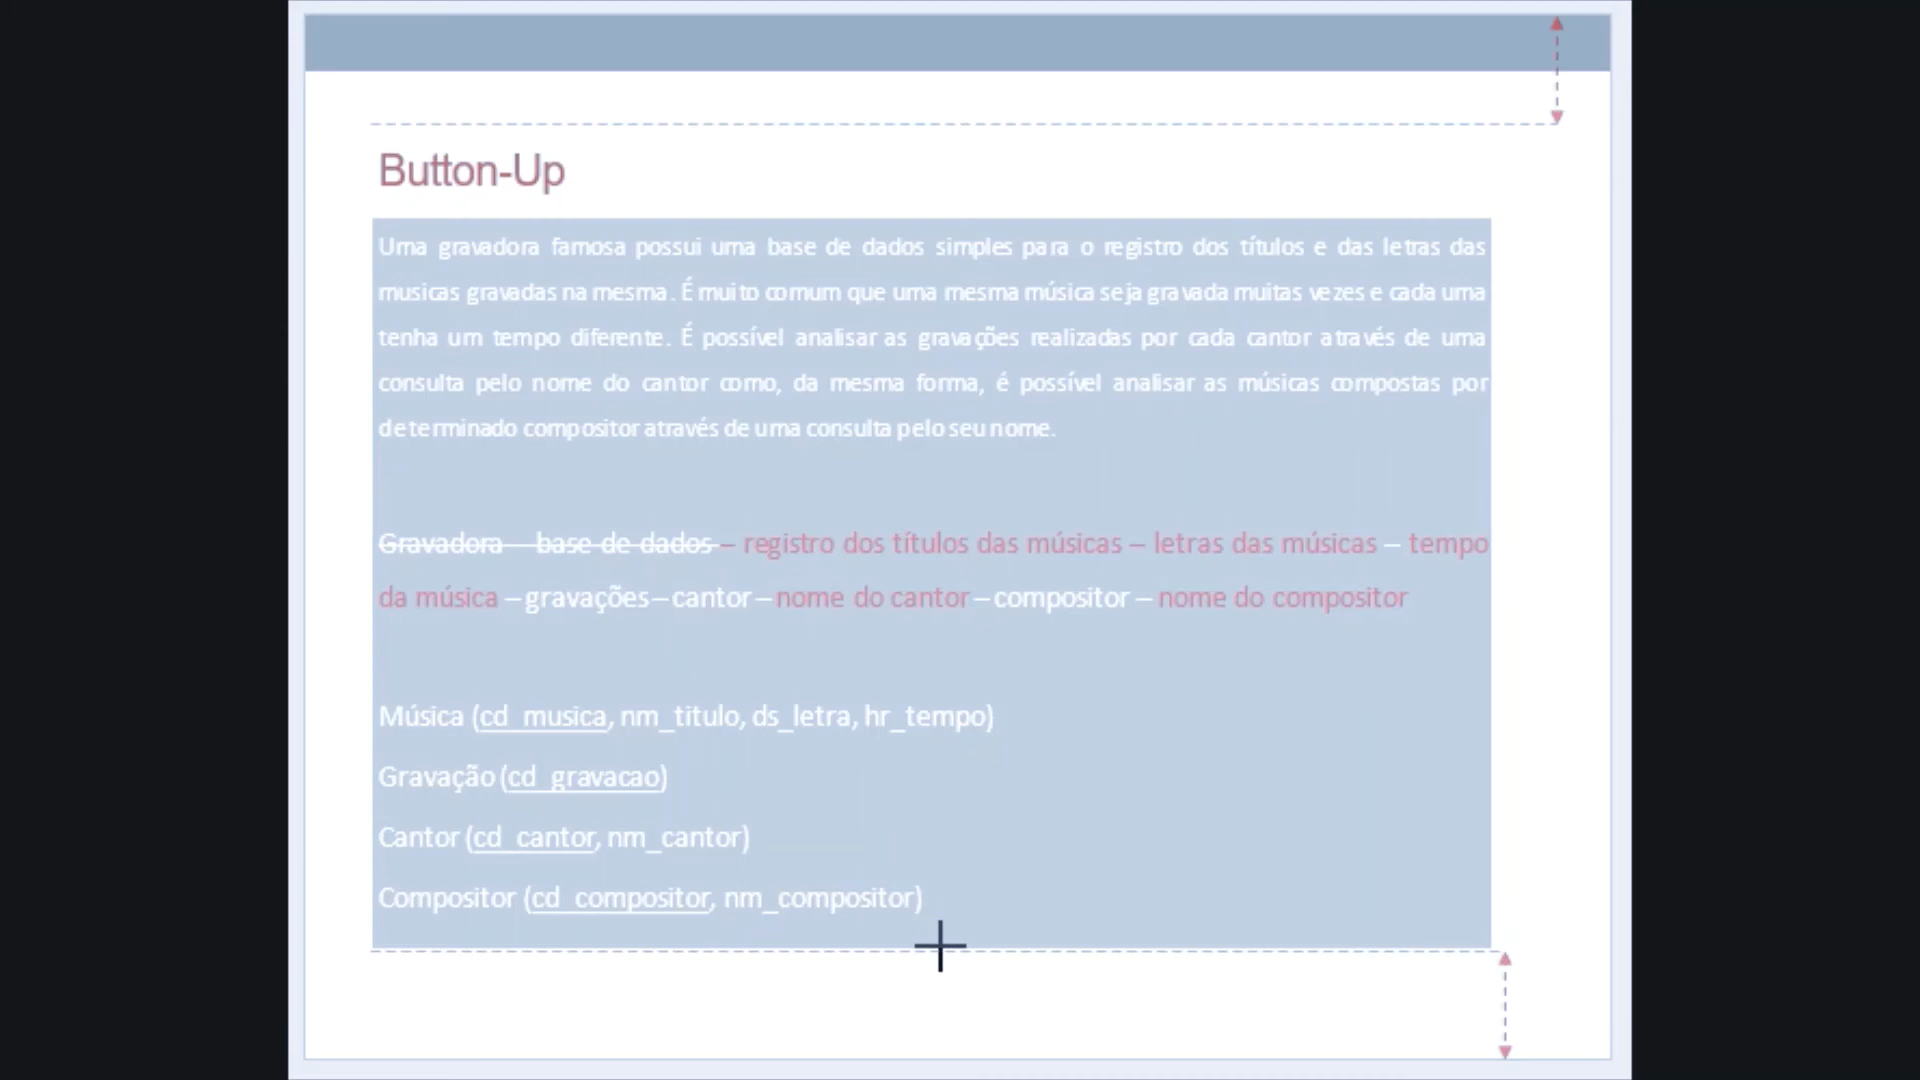 Button-Up
Uma gravadora famosa possui uma base de dados simples para o registro dos títulos e das letras das
musicas gravadas na mesma. É muito comum que uma mesma música seja gravada muitas vezes e cada uma
tenha um tempo diferente. É possível analisar as gravações realizadas por cada cantor através de uma
consulta pelo nome do cantor como, da mesma forma, é possível analisar as músicas compostas por
determinado compositor através de uma consulta pelo seu nome.
Gravadora – base de dados – registro dos títulos das músicas – letras das músicas – tempo
da música – gravações – cantor – nome do cantor – compositor – nome do compositor
Música (cd_musica, nm_titulo, ds_letra, hr_tempo)
Gravação (cd_gravacao)
Cantor (cd_cantor, nm_cantor)
Compositor (cd_compositor, nm_compositor)